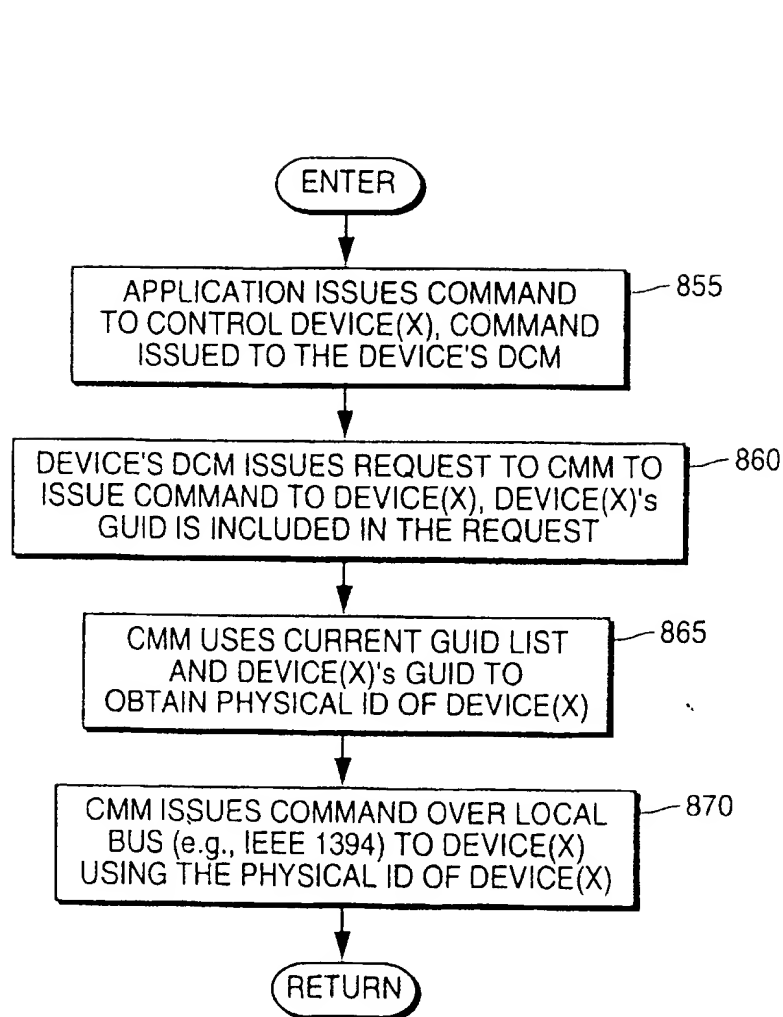 ENTER
APPLICATION ISSUES COMMAND
TO CONTROL DEVICE(X), COMMAND
ISSUED TO THE DEVICE'S DCM
855
DEVICE'S DCM ISSUES REQUEST TO CMM TO
ISSUE COMMAND TO DEVICE(X), DEVICE(X)'s
GUID IS INCLUDED IN THE REQUEST
860
CMM USES CURRENT GUID LIST
AND DEVICE(X)'s GUID TO
OBTAIN PHYSICAL ID OF DEVICE(X)
865
CMM ISSUES COMMAND OVER LOCAL
BUS (e.g., IEEE 1394) TO DEVICE(X)
USING THE PHYSICAL ID OF DEVICE(X)
870
RETURN